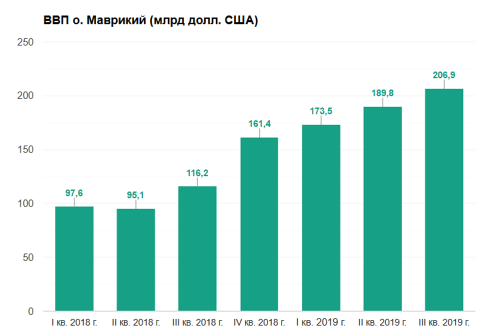 ВВП о. Маврикий (млрд долл. США)
250
200
150
100
50
0
97,6
95,1
116,2
161,4
173,5
189,8
206,9
I кв. 2018 г.
II кв. 2018 г.
III кв. 2018 г.
IV кв. 2018 г.
I кв. 2019 г.
II кв. 2019 г.
III кв. 2019 г.